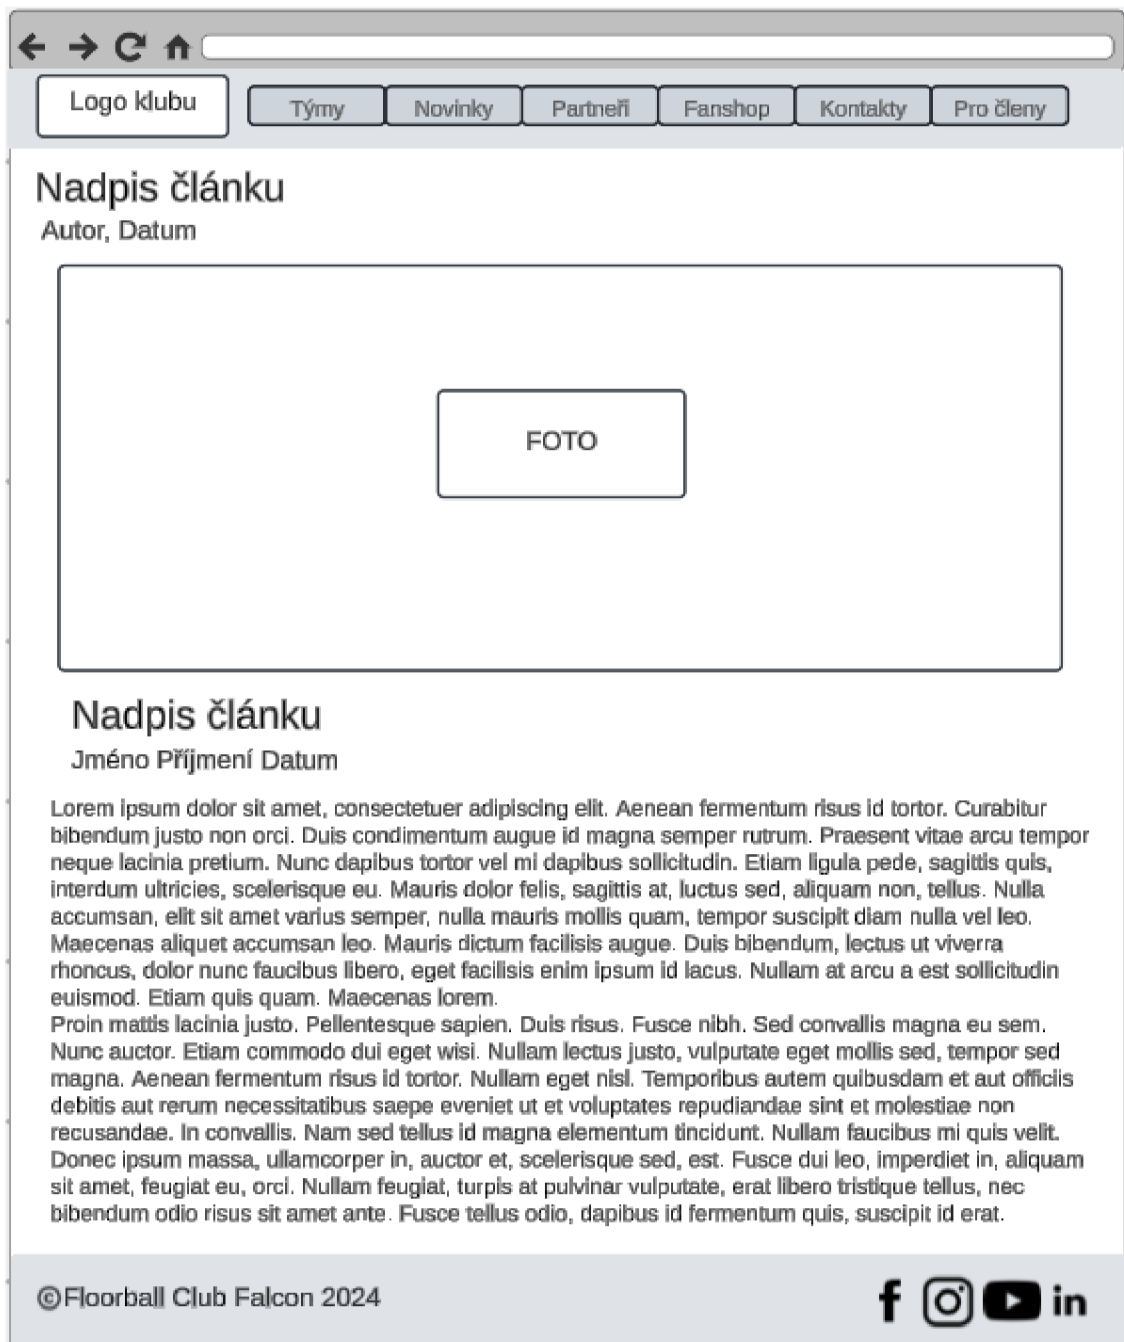 Logo klubu
Týmy
Novinky
Partneři
Fanshop
Kontakty
Pro členy
Nadpis článku
Autor, Datum
FOTO
Nadpis článku
Jméno Příjmení Datum
Lorem ipsum dolor sit amet, consectetuer adipiscing elit. Aenean fermentum risus id tortor. Curabitur
bibendum justo non orci. Duis condimentum augue id magna semper rutrum. Praesent vitae arcu tempor
neque lacinia pretium. Nunc dapibus tortor vel mi dapibus sollicitudin. Etiam ligula pede, sagittis quis,
interdum ultricies, scelerisque eu. Mauris dolor felis, sagittis at, luctus sed, aliquam non, tellus. Nulla
accumsan, elit sit amet varius semper, nulla mauris mollis quam, tempor suscipit diam nulla vel leo.
Maecenas aliquet accumsan leo. Mauris dictum facilisis augue. Duis bibendum, lectus ut viverra
rhoncus, dolor nunc faucibus libero, eget facilisis enim ipsum id lacus. Nullam at arcu a est sollicitudin
euismod. Etiam quis quam. Maecenas lorem.
Proin mattis lacinia justo. Pellentesque sapien. Duis risus. Fusce nibh. Sed convallis magna eu sem.
Nunc auctor. Etiam commodo dui eget wisi. Nullam lectus justo, vulputate eget mollis sed, tempor sed
magna. Aenean fermentum risus id tortor. Nullam eget nisl. Temporibus autem quibusdam et aut officiis
debitis aut rerum necessitatibus saepe eveniet ut et voluptates repudiandae sint et molestiae non
recusandae. In convallis. Nam sed tellus id magna elementum tincidunt. Nullam faucibus mi quis velit.
Donec ipsum massa, ullamcorper in, auctor et, scelerisque sed, est. Fusce dui leo, imperdiet in, aliquam
sit amet, feugiat eu, orci. Nullam feugiat, turpis at pulvinar vulputate, erat libero tristique tellus, nec
bibendum odio risus sit amet ante. Fusce tellus odio, dapibus id fermentum quis, suscipit id erat.
©Floorball Club Falcon 2024